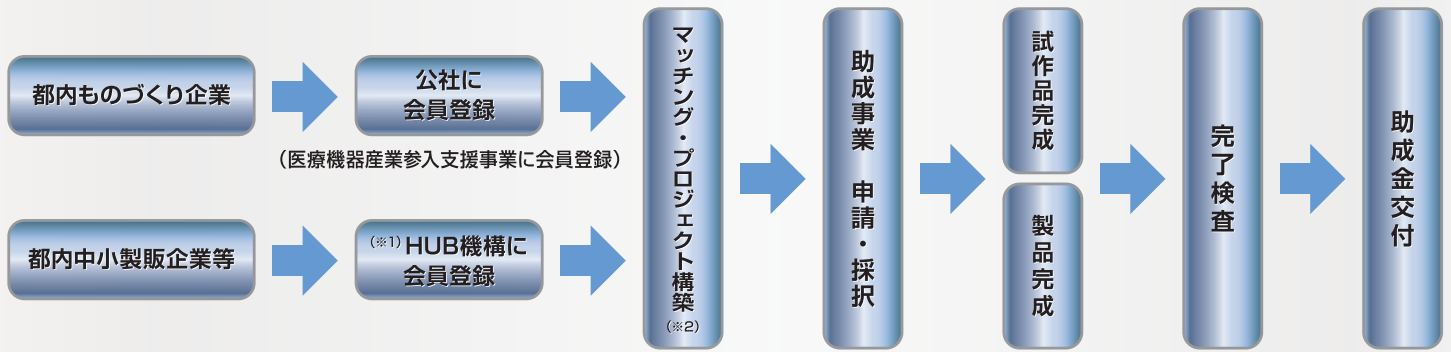 都内ものづくり企業
公社に
会員登録
（医療機器産業参入支援事業に会員登録）
都内中小製販企業等
（※1）HUB機構に
会員登録
マッチング・プロジェクト構築
（※2）
助成事業　申請・採択
試作品完成
製品完成
完了検査
助成金交付